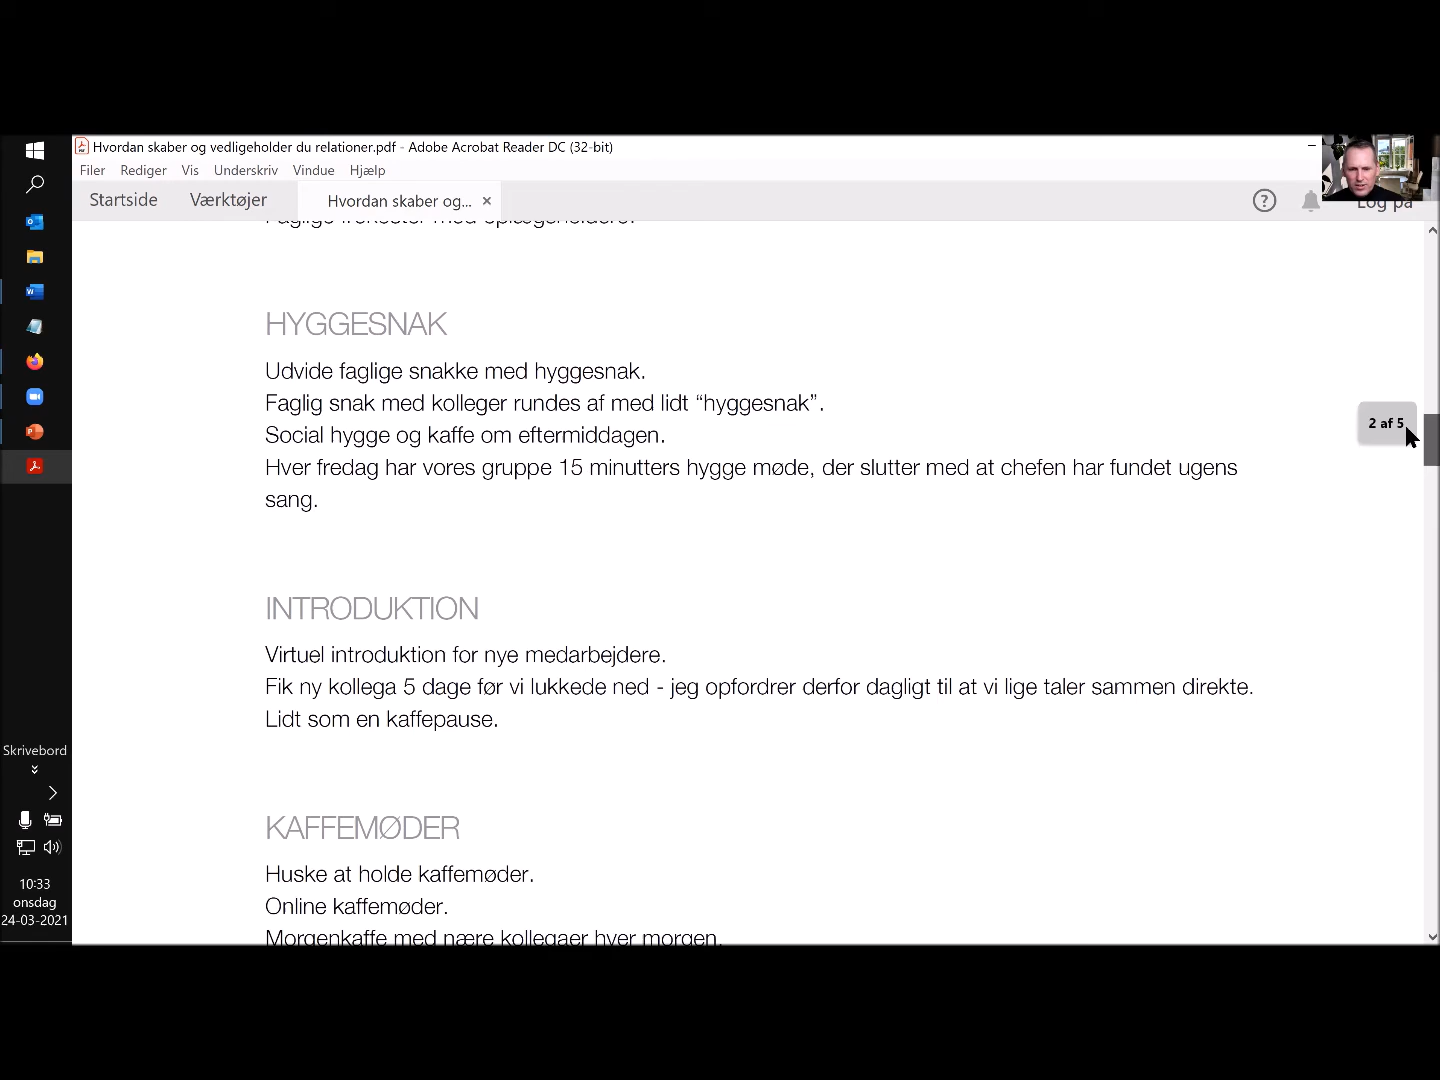 Hvordan skaber og vedligeholder du relationer.pdf - Adobe Acrobat Reader DC (32-bit)
Filer Rediger Vis Underskriv Vindue Hjælp
Startside Værktøjer Hvordan skaber og... × Log på
Faglige frokoster med oplægsholdere.
HYGGESNAK
Udvide faglige snakke med hyggesnak.
Faglig snak med kolleger rundes af med lidt “hyggesnak”.
Social hygge og kaffe om eftermiddagen.
Hver fredag har vores gruppe 15 minutters hygge møde, der slutter med at chefen har fundet ugens
sang.
2 af 5
INTRODUKTION
Virtuel introduktion for nye medarbejdere.
Fik ny kollega 5 dage før vi lukkede ned - jeg opfordrer derfor dagligt til at vi lige taler sammen direkte.
Lidt som en kaffepause.
KAFFEMØDER
Huske at holde kaffemøder.
Online kaffemøder.
Morgenkaffe med nære kollegaer hver morgen.
Skrivebord
10:33
onsdag
24-03-2021